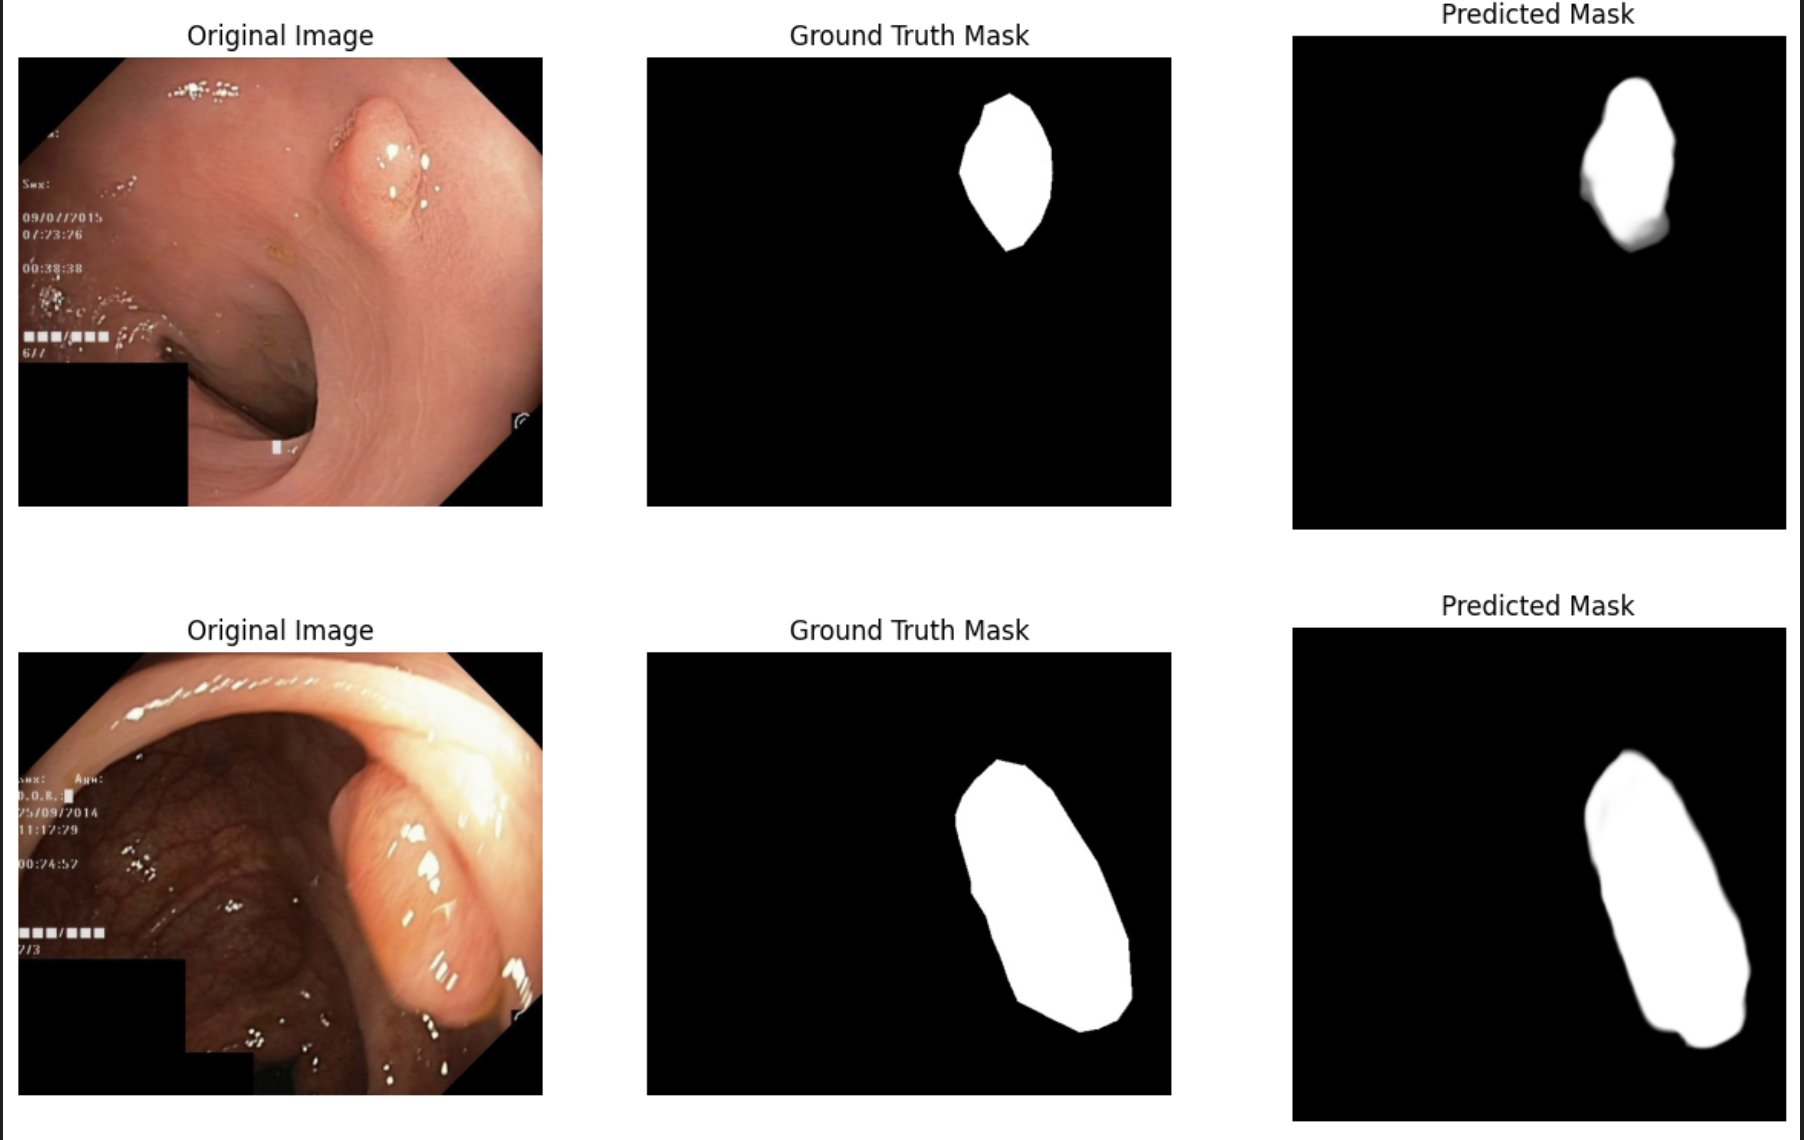 Original Image
Ground Truth Mask
Predicted Mask
Sex:
09/07/2015
07:23:26
00:38:38
6/7
Original Image
Ground Truth Mask
Predicted Mask
Sex: Age:
D.O.B.:
25/09/2014
11:12:29
00:24:52
2/3